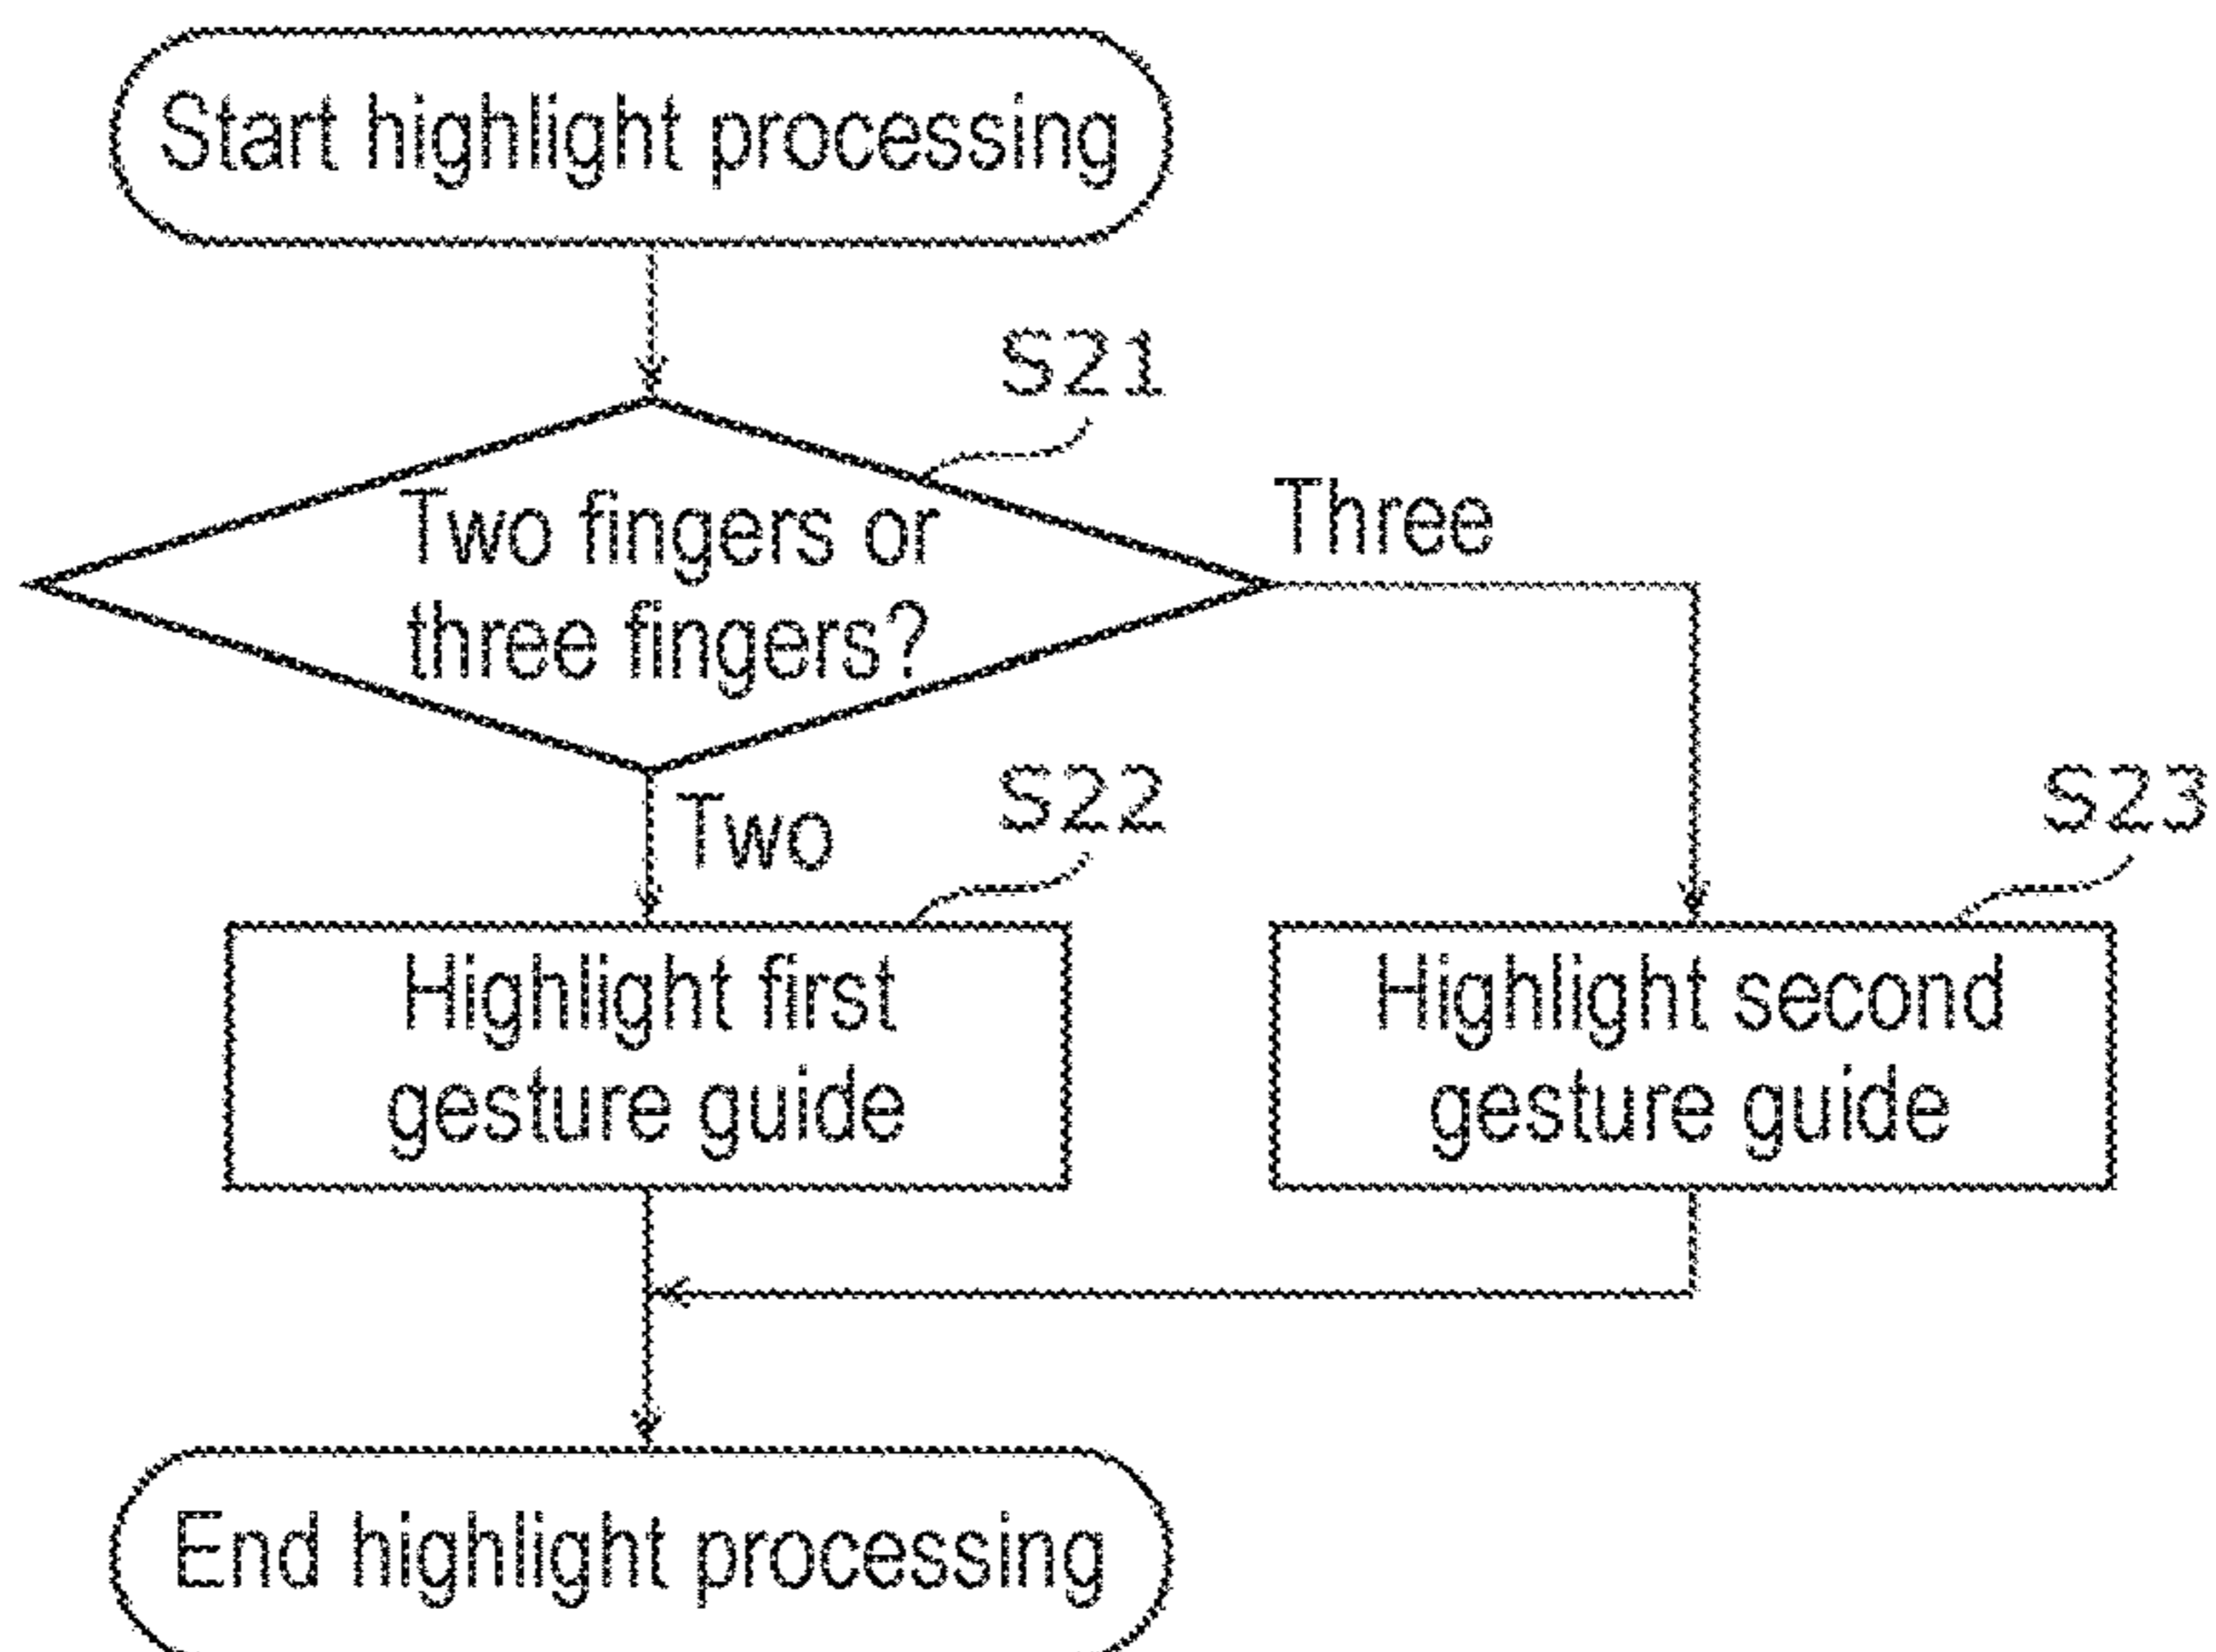 Start highlight processing
S21
Two fingers or
three fingers?
Three
Two
S22
S23
Highlight first
gesture guide
Highlight second
gesture guide
End highlight processing